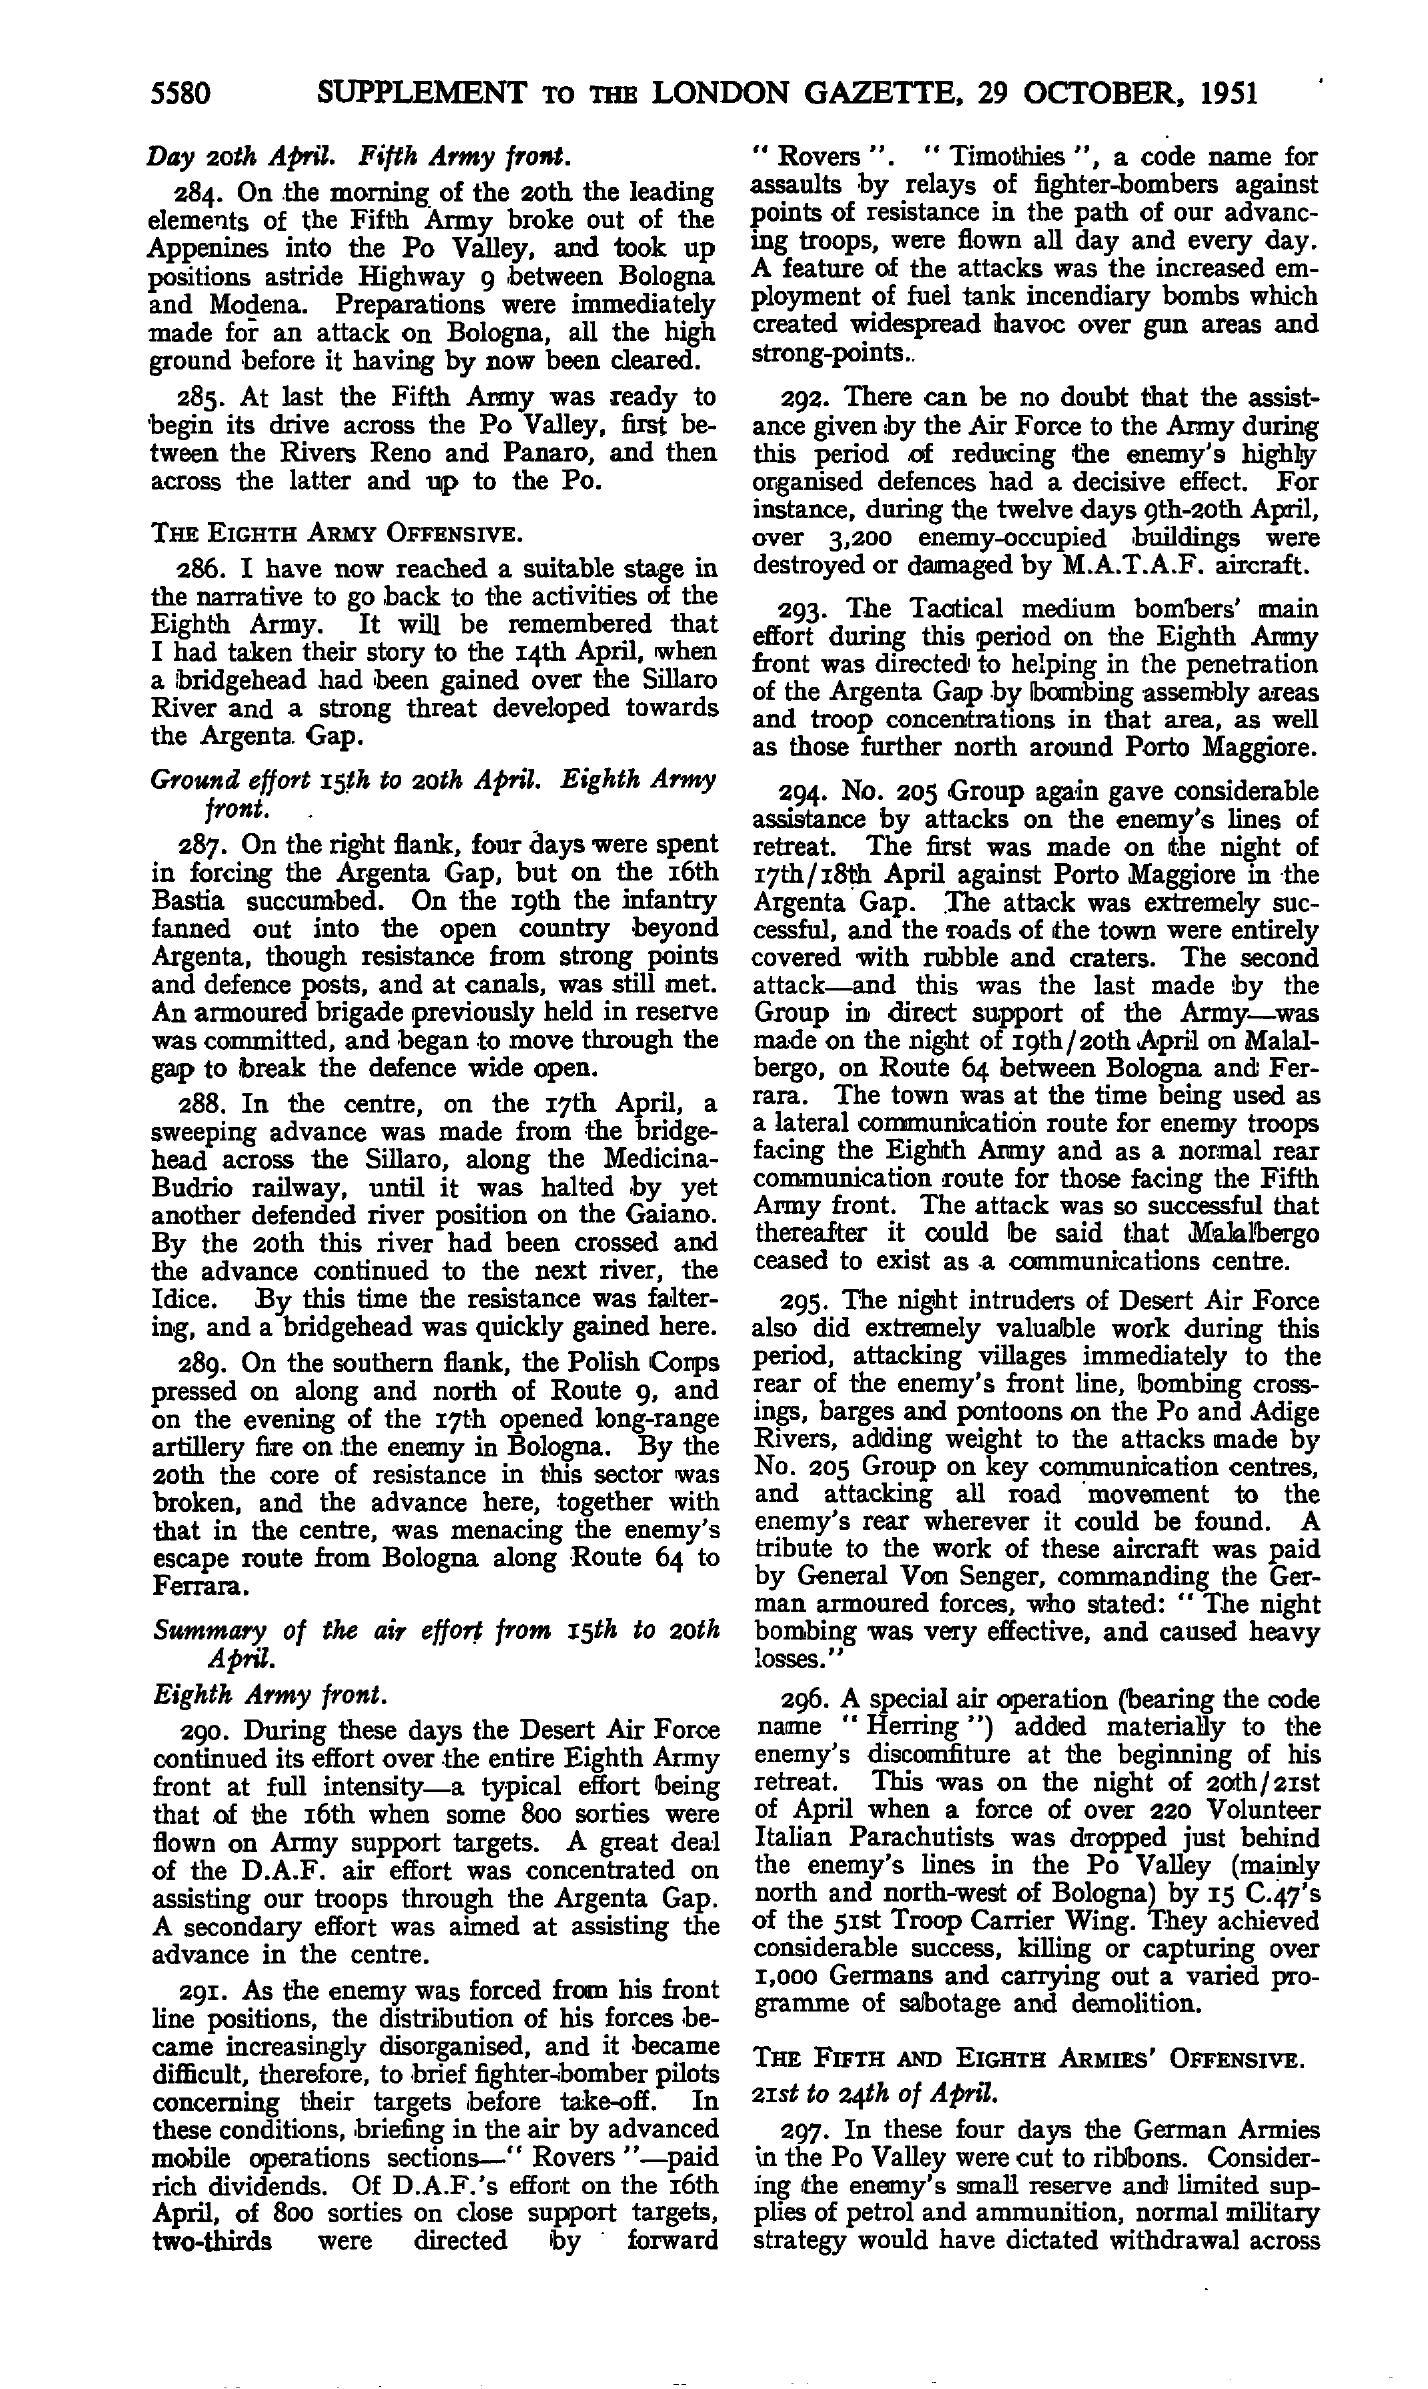 5580 SUPPLEMENT TO THE LONDON GAZETTE, 29 OCTOBER, 1951
Day 20th April. Fifth Army front.
284. On the morning of the 20th the leading
elements of the Fifth Army broke out of the
Appenines into the Po Valley, and took up
positions astride Highway 9 between Bologna
and Modena. Preparations were immediately
made for an attack on Bologna, all the high
ground before it having by now been cleared.
285. At last the Fifth Army was ready to
begin its drive across the Po Valley, first be-
tween the Rivers Reno and Panaro, and then
across the latter and up to the Po.
THE EIGHTH ARMY OFFENSIVE.
286. I have now reached a suitable stage in
the narrative to go back to the activities of the
Eighth Army. It will be remembered that
I had taken their story to the 14th April, when
a bridgehead had been gained over the Sillaro
River and a strong threat developed towards
the Argenta Gap.
Ground effort 15th to 20th April. Eighth Army
front.
287. On the right flank, four days were spent
in forcing the Argenta Gap, but on the 16th
Bastia succumbed. On the 19th the infantry
fanned out into the open country beyond
Argenta, though resistance from strong points
and defence posts, and at canals, was still met.
An armoured brigade previously held in reserve
was committed, and began to move through the
gap to break the defence wide open.
288. In the centre, on the 17th April, a
sweeping advance was made from the bridge-
head across the Sillaro, along the Medicina-
Budrio railway, until it was halted by yet
another defended river position on the Gaiano.
By the 20th this river had been crossed and
the advance continued to the next river, the
Idice. By this time the resistance was falter-
ing, and a bridgehead was quickly gained here.
289. On the southern flank, the Polish Corps
pressed on along and north of Route 9, and
on the evening of the 17th opened long-range
artillery fire on the enemy in Bologna. By the
20th the core of resistance in this sector was
broken, and the advance here, together with
that in the centre, was menacing the enemy's
escape route from Bologna along Route 64 to
Ferrara.
Summary of the air effort from 15th to 20th
April.
Eighth Army front.
290. During these days the Desert Air Force
continued its effort over the entire Eighth Army
front at full intensity—a typical effort being
that of the 16th when some 800 sorties were
flown on Army support targets. A great deal
of the D.A.F. air effort was concentrated on
assisting our troops through the Argenta Gap.
A secondary effort was aimed at assisting the
advance in the centre.
291. As the enemy was forced from his front
line positions, the distribution of his forces be-
came increasingly disorganised, and it became
difficult, therefore, to brief fighter-bomber pilots
concerning their targets before take-off. In
these conditions, briefing in the air by advanced
mobile operations sections—" Rovers "—paid
rich dividends. Of D.A.F.'s effort on the 16th
April, of 800 sorties on close support targets,
two-thirds were directed by forward
" Rovers ". " Timothies ", a code name for
assaults by relays of fighter-bombers against
points of resistance in the path of our advanc-
ing troops, were flown all day and every day.
A feature of the attacks was the increased em-
ployment of fuel tank incendiary bombs which
created widespread havoc over gun areas and
strong-points..
292. There can be no doubt that the assist-
ance given by the Air Force to the Army during
this period of reducing the enemy's highly
organised defences had a decisive effect. For
instance, during the twelve days 9th-20th April,
over 3,200 enemy-occupied buildings were
destroyed or damaged by M.A.T.A.F. aircraft.
293. The Tactical medium bombers' main
effort during this period on the Eighth Army
front was directed to helping in the penetration
of the Argenta Gap by bombing assembly areas
and troop concentrations in that area, as well
as those further north around Porto Maggiore.
294. No. 205 Group again gave considerable
assistance by attacks on the enemy's lines of
retreat. The first was made on the night of
17th/18th April against Porto Maggiore in the
Argenta Gap. The attack was extremely suc-
cessful, and the roads of the town were entirely
covered with rubble and craters. The second
attack—and this was the last made by the
Group in direct support of the Army—was
made on the night of 19th/20th April on Malal-
bergo, on Route 64 between Bologna and Fer-
rara. The town was at the time being used as
a lateral communication route for enemy troops
facing the Eighth Army and as a normal rear
communication route for those facing the Fifth
Army front. The attack was so successful that
thereafter it could be said that Malalbergo
ceased to exist as a communications centre.
295. The night intruders of Desert Air Force
also did extremely valuable work during this
period, attacking villages immediately to the
rear of the enemy's front line, bombing cross-
ings, barges and pontoons on the Po and Adige
Rivers, adding weight to the attacks made by
No. 205 Group on key communication centres,
and attacking all road movement to the
enemy's rear wherever it could be found. A
tribute to the work of these aircraft was paid
by General Von Senger, commanding the Ger-
man armoured forces, who stated: " The night
bombing was very effective, and caused heavy
losses."
296. A special air operation (bearing the code
name " Herring ") added materially to the
enemy's discomfiture at the beginning of his
retreat. This was on the night of 20th/21st
of April when a force of over 220 Volunteer
Italian Parachutists was dropped just behind
the enemy's lines in the Po Valley (mainly
north and north-west of Bologna) by 15 C.47's
of the 51st Troop Carrier Wing. They achieved
considerable success, killing or capturing over
1,000 Germans and carrying out a varied pro-
gramme of sabotage and demolition.
THE FIFTH AND EIGHTH ARMIES' OFFENSIVE.
21st to 24th of April.
297. In these four days the German Armies
in the Po Valley were cut to ribbons. Consider-
ing the enemy's small reserve and limited sup-
plies of petrol and ammunition, normal military
strategy would have dictated withdrawal across